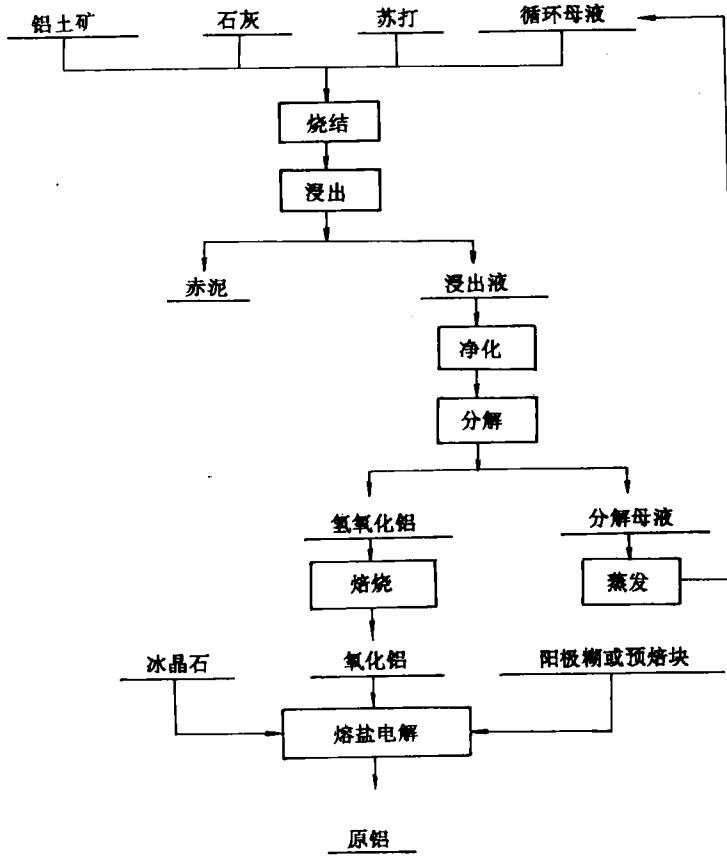 铝土矿
石灰
苏打
循环母液
烧结
浸出
赤泥
浸出液
净化
分解
氢氧化铝
分解母液
焙烧
蒸发
冰晶石
氧化铝
阳极糊或预焙块
熔盐电解
原铝